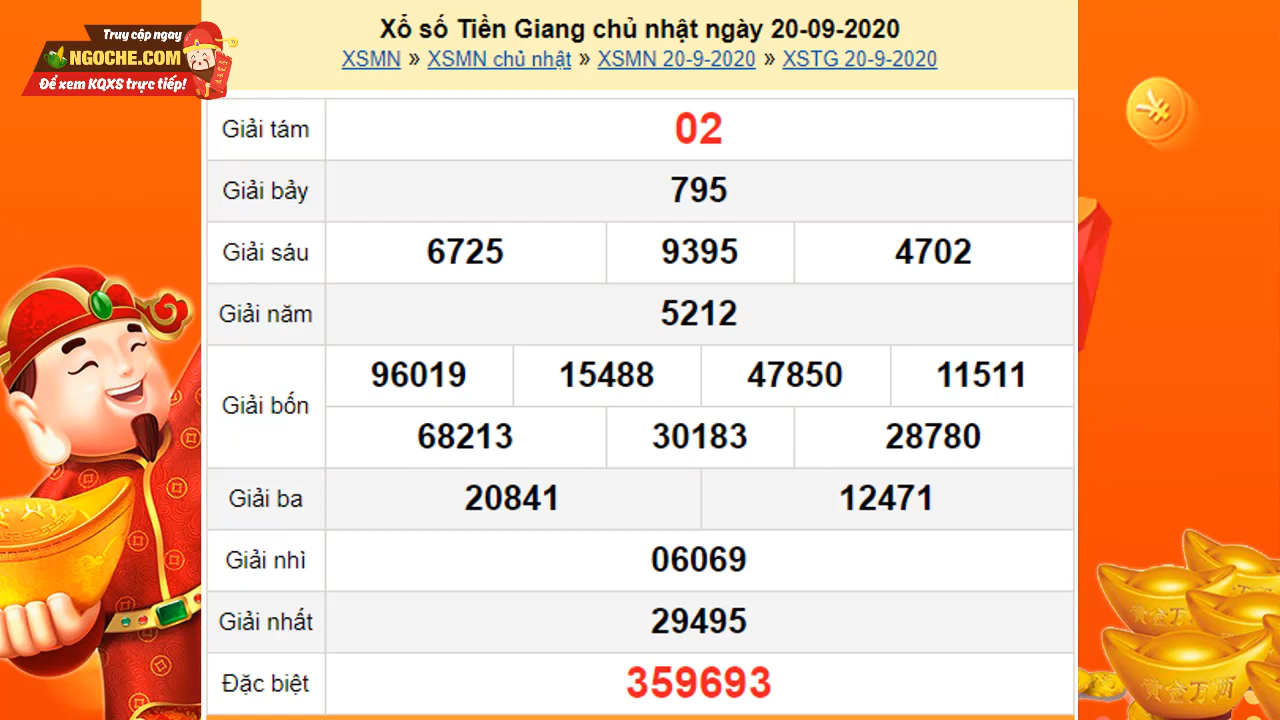 Truy cập ngay
NGOCHE.COM
Để xem KQXS trực tiếp!
Xổ số Tiền Giang chủ nhật ngày 20-09-2020
XSMN » XSMN chủ nhật » XSMN 20-9-2020 » XSTG 20-9-2020
Giải tám 02
Giải bảy 795
Giải sáu 6725 9395 4702
Giải năm 5212
Giải bốn 96019 15488 47850 11511
68213 30183 28780
Giải ba 20841 12471
Giải nhì 06069
Giải nhất 29495
Đặc biệt 359693